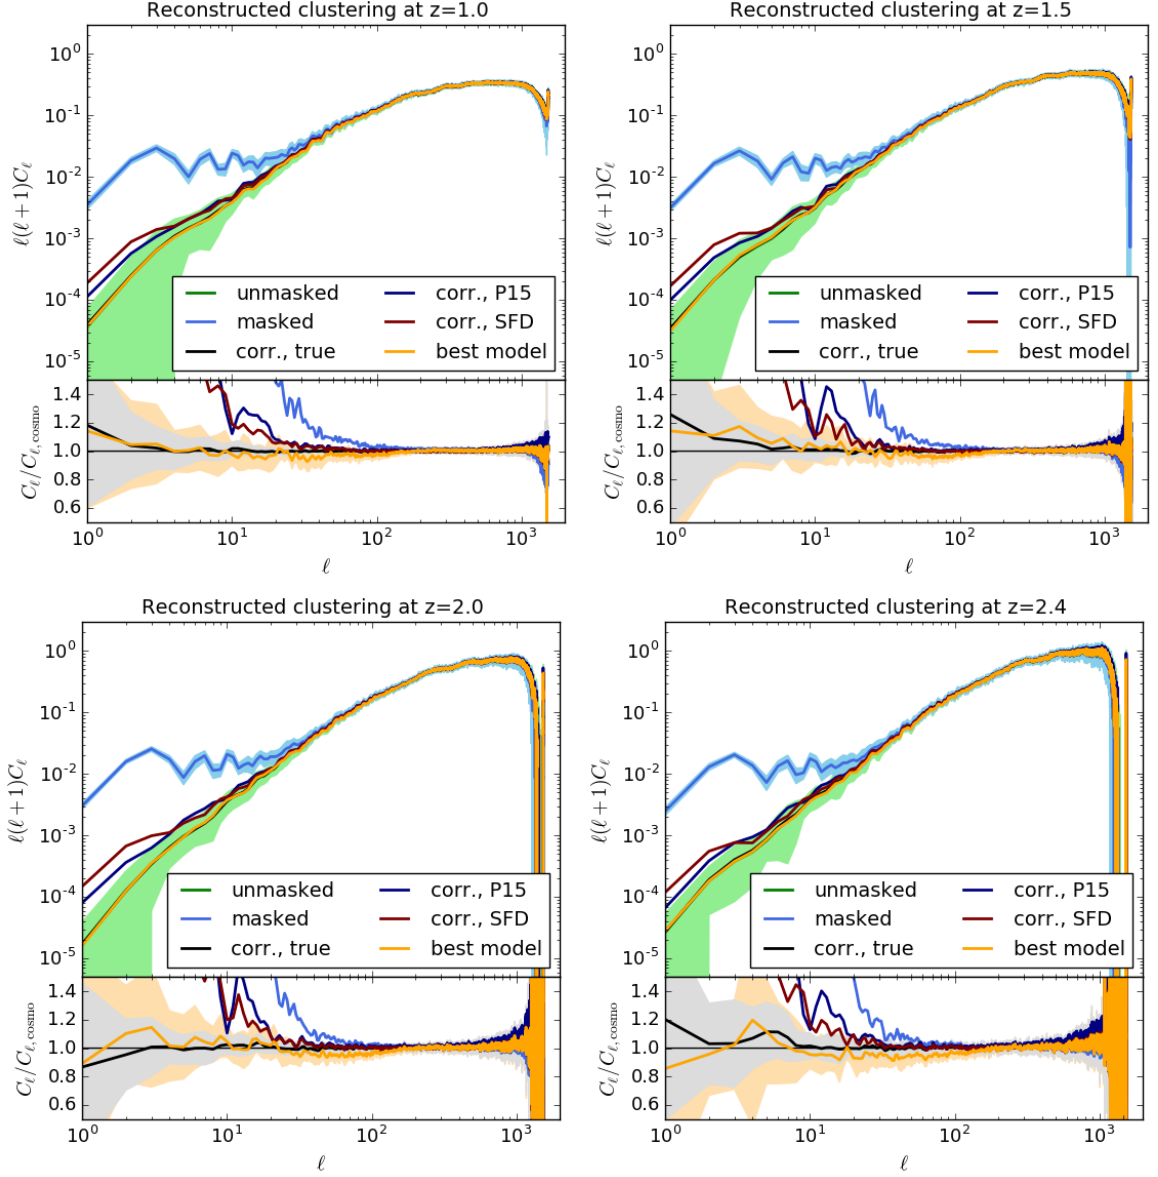 Reconstructed clustering at z=1.0
ℓ(ℓ+1)C_ℓ
10^0
10^{-1}
10^{-2}
10^{-3}
10^{-4}
10^{-5}
unmasked
masked
corr., true
corr., P15
corr., SFD
best model
C_ℓ/C_{ℓ,cosmo}
1.4
1.2
1.0
0.8
0.6
10^0 10^1 10^2 10^3
ℓ
Reconstructed clustering at z=1.5
ℓ(ℓ+1)C_ℓ
10^0
10^{-1}
10^{-2}
10^{-3}
10^{-4}
10^{-5}
unmasked
masked
corr., true
corr., P15
corr., SFD
best model
C_ℓ/C_{ℓ,cosmo}
1.4
1.2
1.0
0.8
0.6
10^0 10^1 10^2 10^3
ℓ
Reconstructed clustering at z=2.0
ℓ(ℓ+1)C_ℓ
10^0
10^{-1}
10^{-2}
10^{-3}
10^{-4}
10^{-5}
unmasked
masked
corr., true
corr., P15
corr., SFD
best model
C_ℓ/C_{ℓ,cosmo}
1.4
1.2
1.0
0.8
0.6
10^0 10^1 10^2 10^3
ℓ
Reconstructed clustering at z=2.4
ℓ(ℓ+1)C_ℓ
10^0
10^{-1}
10^{-2}
10^{-3}
10^{-4}
10^{-5}
unmasked
masked
corr., true
corr., P15
corr., SFD
best model
C_ℓ/C_{ℓ,cosmo}
1.4
1.2
1.0
0.8
0.6
10^0 10^1 10^2 10^3
ℓ